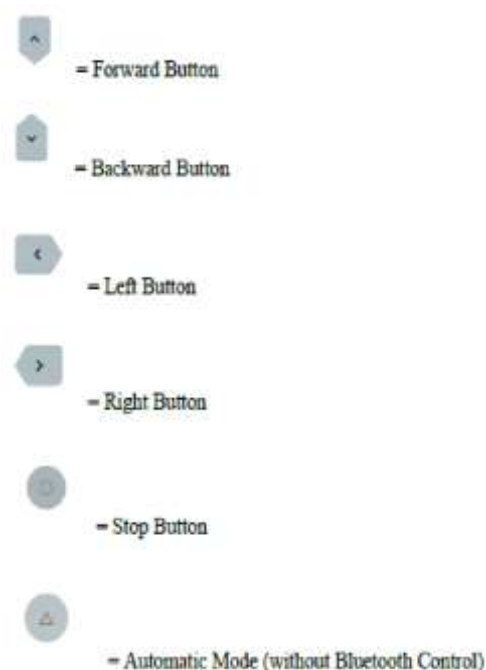 = Forward Button
= Backward Button
= Left Button
= Right Button
= Stop Button
= Automatic Mode (without Bluetooth Control)